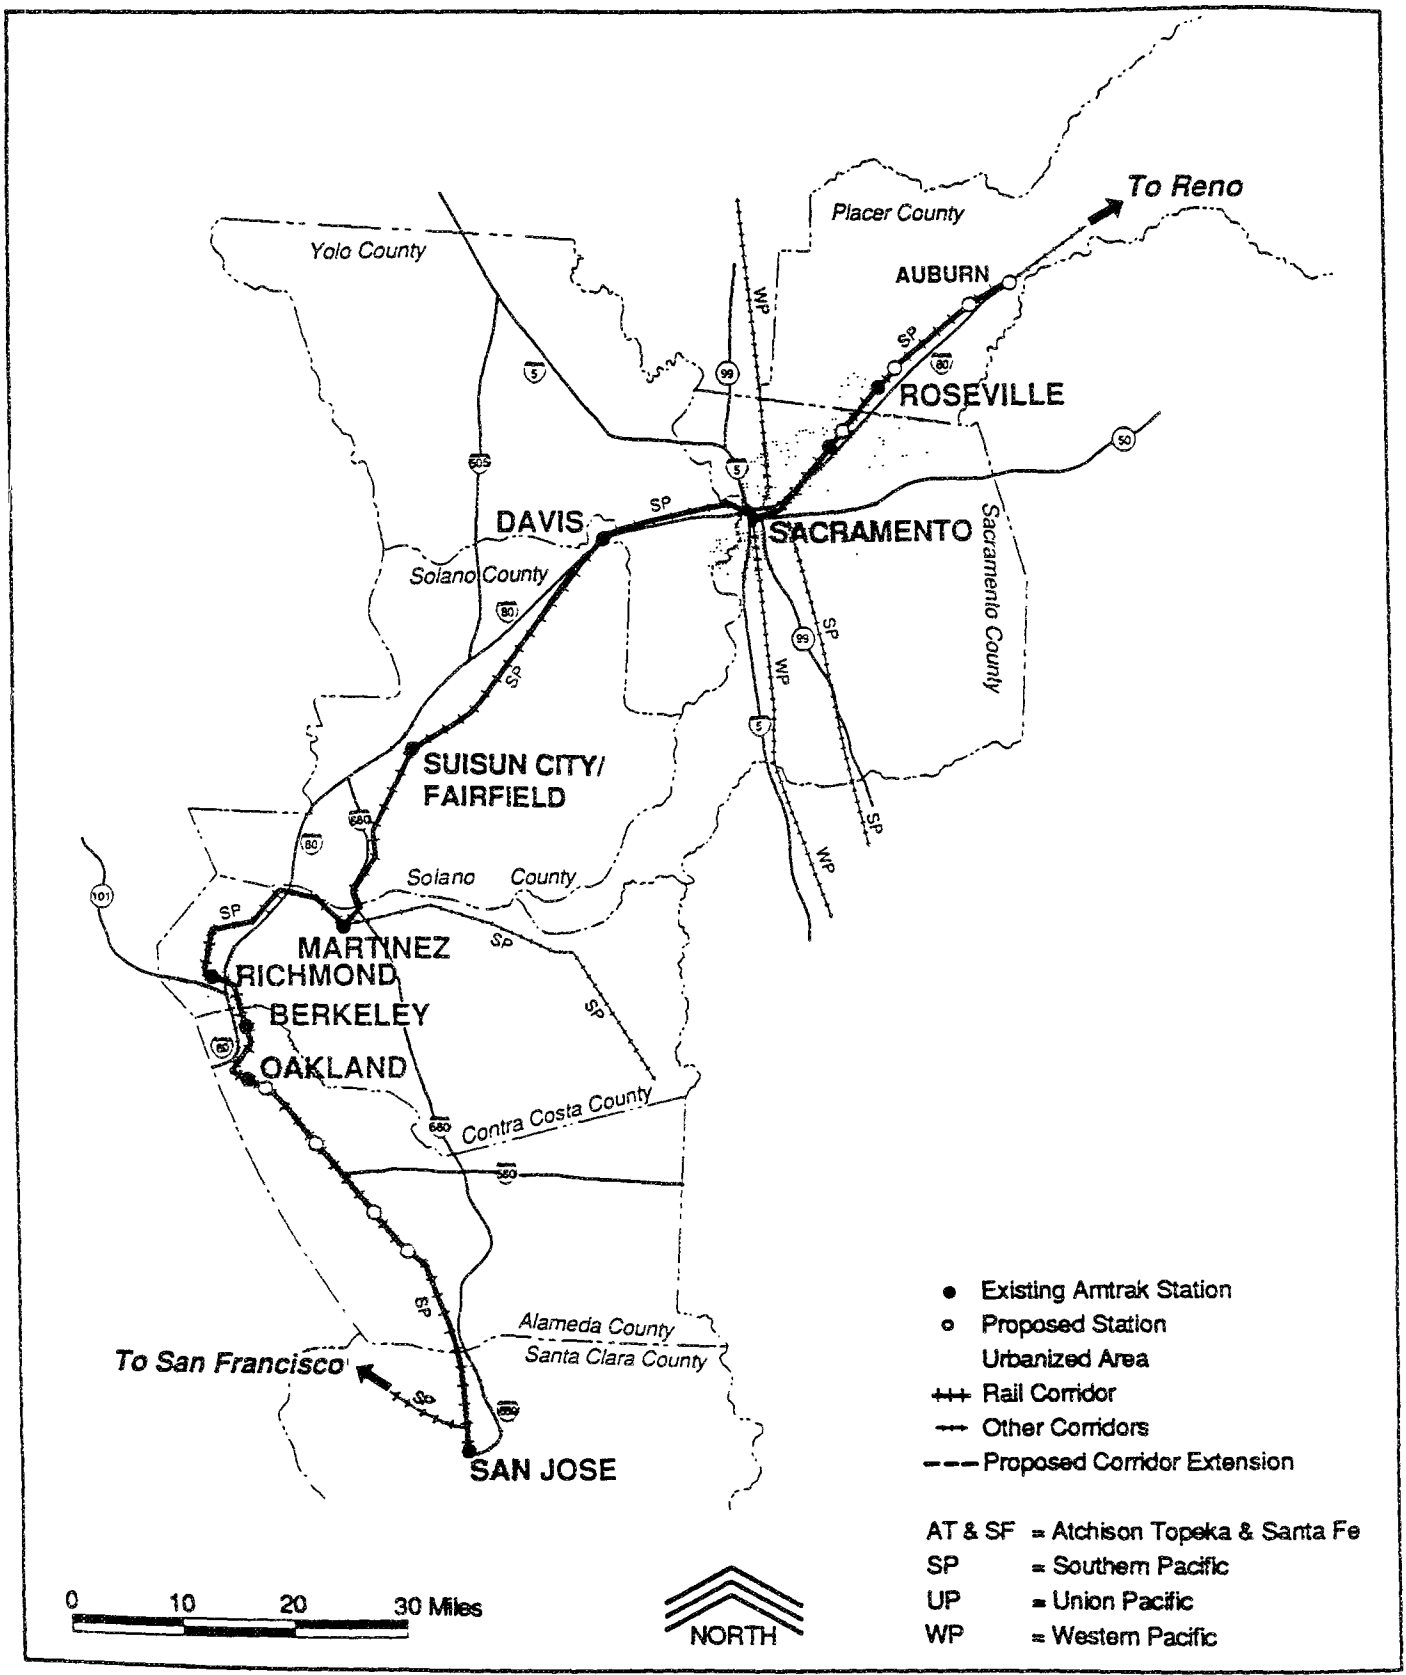 To Reno
Placer County
Yolo County
AUBURN
WP
SP
80
5
99
ROSEVILLE
50
505
5
SP
DAVIS
SACRAMENTO
Sacramento County
Solano County
80
SP
99
SP
WP
5
SUISUN CITY/
FAIRFIELD
680
80
SP
WP
Solano County
101
SP
SP
MARTINEZ
RICHMOND
SP
BERKELEY
80
OAKLAND
Contra Costa County
680
580
SP
Alameda County
Santa Clara County
To San Francisco
SP
SAN JOSE
Existing Amtrak Station
Proposed Station
Urbanized Area
Rail Corridor
Other Corridors
Proposed Corridor Extension
AT & SF = Atchison Topeka & Santa Fe
SP = Southern Pacific
UP = Union Pacific
WP = Western Pacific
0 10 20 30 Miles
NORTH